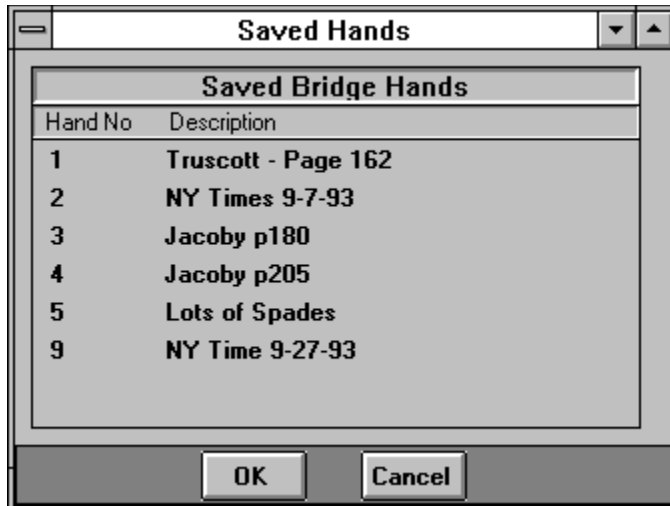 Saved Hands
Saved Bridge Hands
Hand No Description
1 Truscott - Page 162
2 NY Times 9-7-93
3 Jacoby p180
4 Jacoby p205
5 Lots of Spades
9 NY Time 9-27-93
OK Cancel